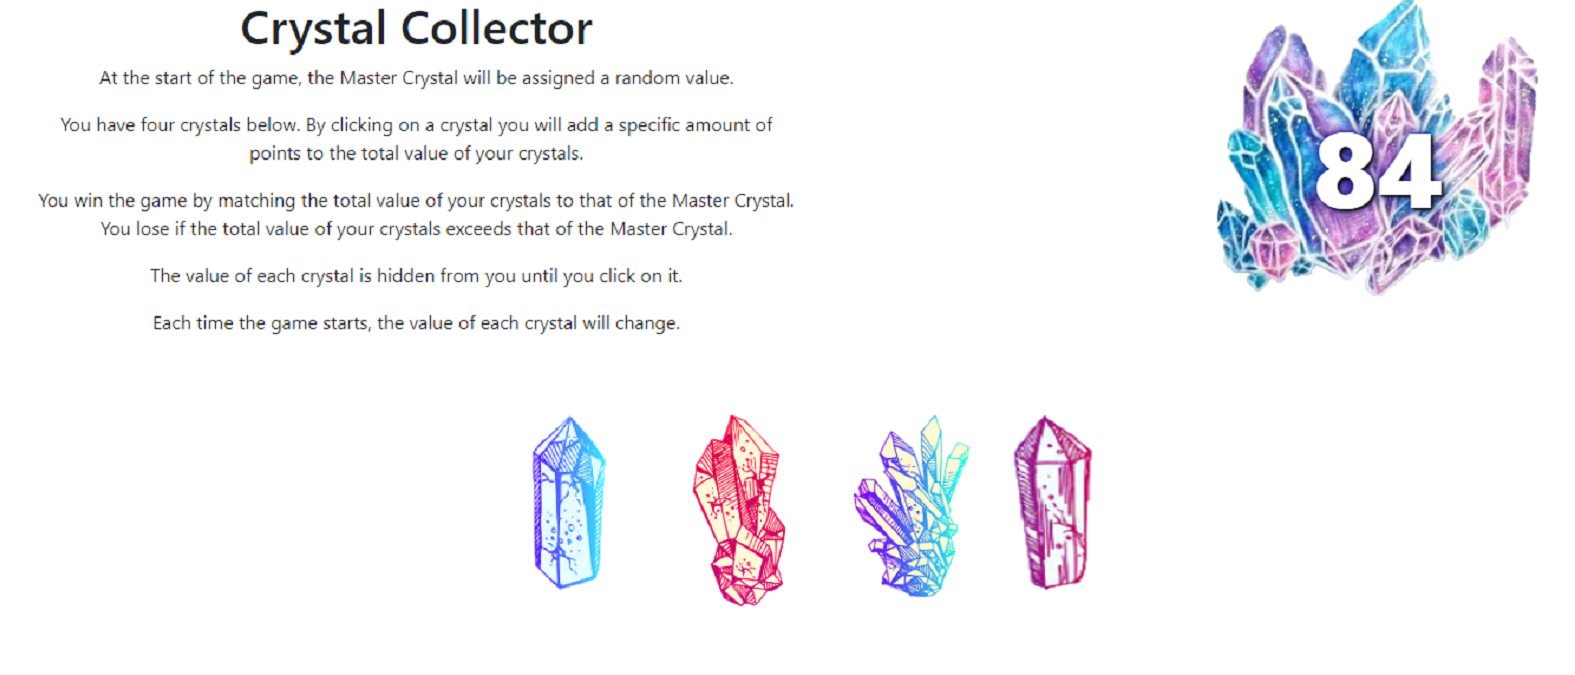 Crystal Collector
At the start of the game, the Master Crystal will be assigned a random value.
You have four crystals below. By clicking on a crystal you will add a specific amount of
points to the total value of your crystals.
You win the game by matching the total value of your crystals to that of the Master Crystal.
You lose if the total value of your crystals exceeds that of the Master Crystal.
The value of each crystal is hidden from you until you click on it.
Each time the game starts, the value of each crystal will change.
84